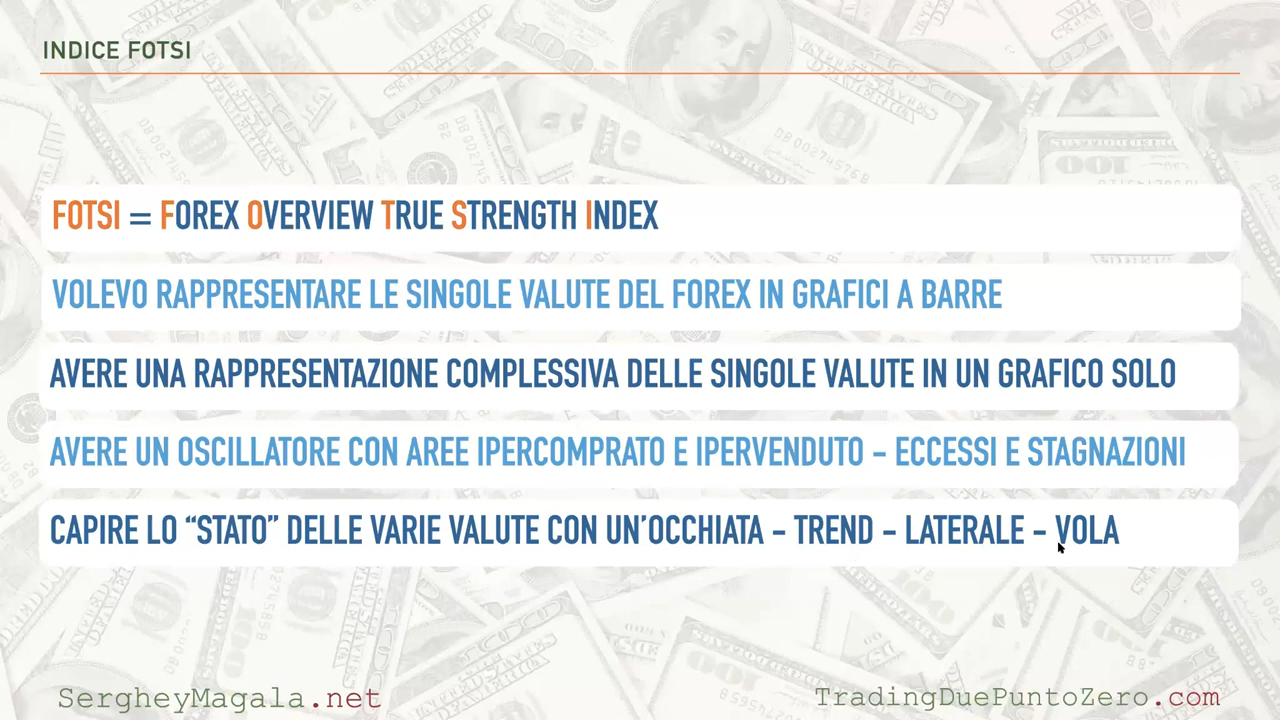 INDICE FOTSI
FOTSI = FOREX OVERVIEW TRUE STRENGTH INDEX
VOLEVO RAPPRESENTARE LE SINGOLE VALUTE DEL FOREX IN GRAFICI A BARRE
AVERE UNA RAPPRESENTAZIONE COMPLESSIVA DELLE SINGOLE VALUTE IN UN GRAFICO SOLO
AVERE UN OSCILLATORE CON AREE IPERCOMPRATO E IPERVENDUTO – ECCESSI E STAGNAZIONI
CAPIRE LO “STATO” DELLE VARIE VALUTE CON UN’OCCHIATA – TREND – LATERALE – VOLA
SergheyMagala.net
TradingDuePuntoZero.com